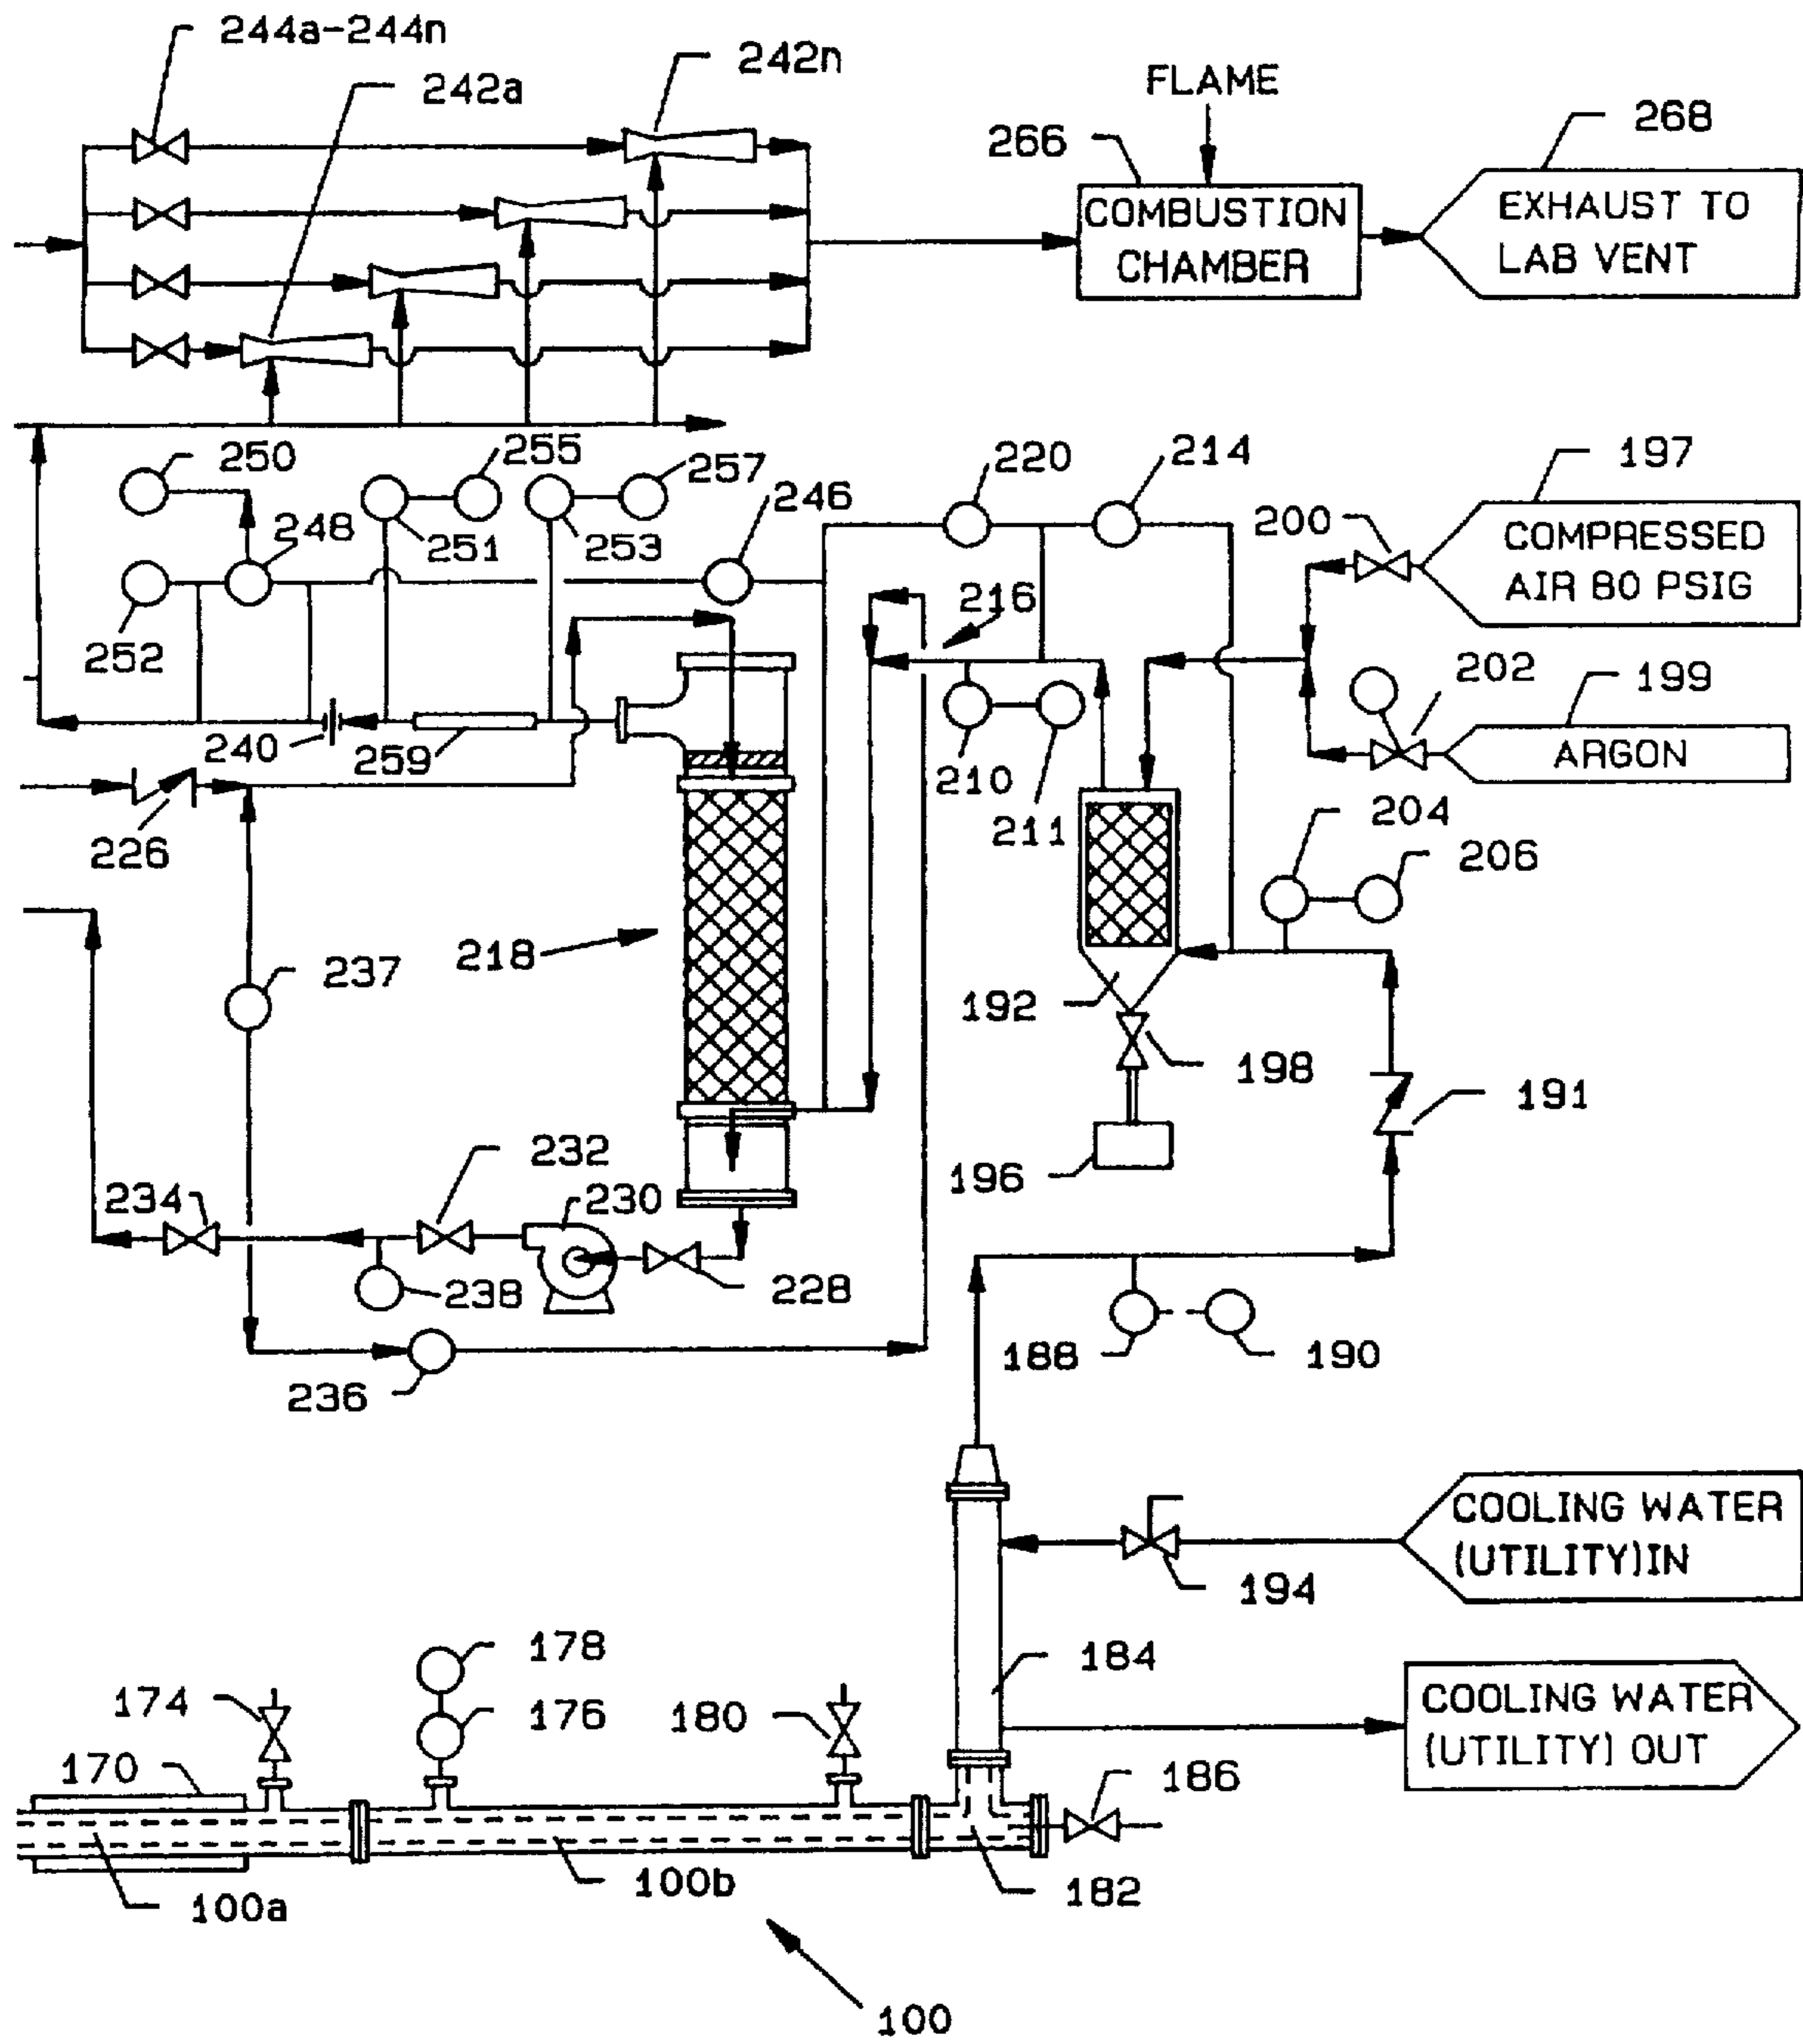 244a-244n
242n
242a
FLAME
268
266
COMBUSTION
CHAMBER
EXHAUST TO
LAB VENT
250
255
257
220
214
197
246
200
COMPRESSED
AIR 80 PSIG
248
251
253
216
252
202
199
240
259
ARGON
210
211
204
206
226
218
237
192
198
191
232
196
234
230
238
228
188
190
236
COOLING WATER
(UTILITY)IN
194
178
184
174
176
180
COOLING WATER
(UTILITY) OUT
170
186
100a
100b
182
100